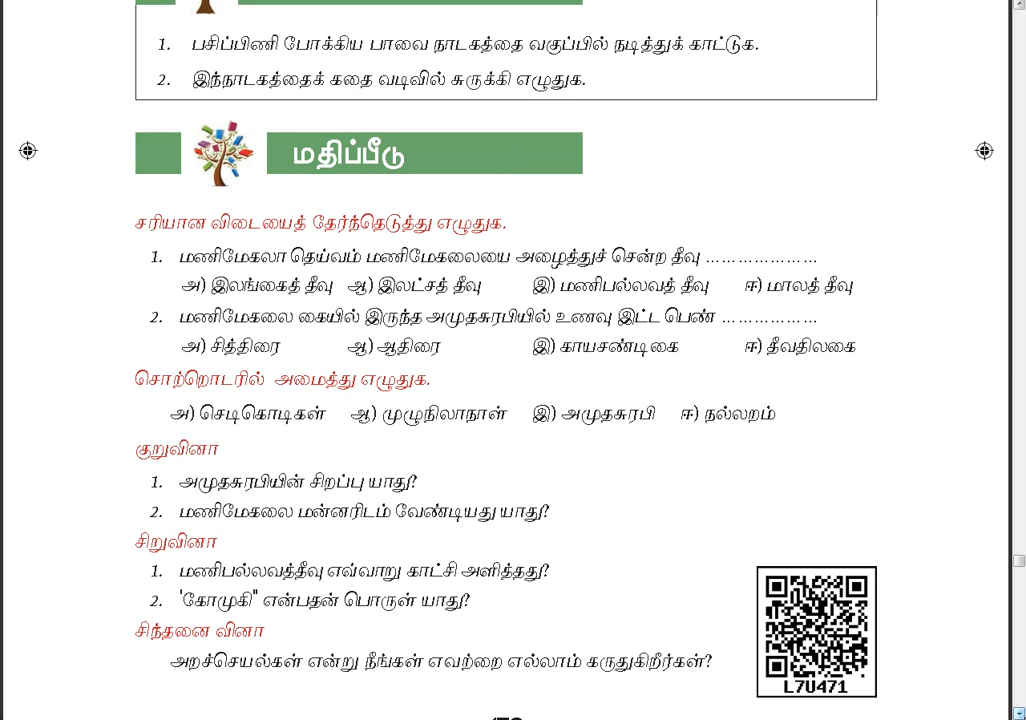 1. பசிப்பிணி போக்கிய பாவை நாடகத்தை வகுப்பில் நடித்துக் காட்டுக.
2. இந்நாடகத்தைக் கதை வடிவில் சுருக்கி எழுதுக.
மதிப்பீடு
சரியான விடையைத் தேர்ந்தெடுத்து எழுதுக.
1. மணிமேகலா தெய்வம் மணிமேகலையை அழைத்துச் சென்ற தீவு …………………
அ) இலங்கைத் தீவு ஆ) இலட்சத் தீவு இ) மணிபல்லவத் தீவு ஈ) மாலத் தீவு
2. மணிமேகலை கையில் இருந்த அமுதசுரபியில் உணவு இட்ட பெண் ………………
அ) சித்திரை ஆ) ஆதிரை இ) காயசண்டிகை ஈ) தீவதிலகை
சொற்றொடரில் அமைத்து எழுதுக.
அ) செடிகொடிகள் ஆ) முழுநிலாநாள் இ) அமுதசுரபி ஈ) நல்லறம்
குறுவினா
1. அமுதசுரபியின் சிறப்பு யாது?
2. மணிமேகலை மன்னரிடம் வேண்டியது யாது?
சிறுவினா
1. மணிபல்லவத்தீவு எவ்வாறு காட்சி அளித்தது?
2. 'கோமுகி" என்பதன் பொருள் யாது?
சிந்தனை வினா
அறச்செயல்கள் என்று நீங்கள் எவற்றை எல்லாம் கருதுகிறீர்கள்?
L7U471